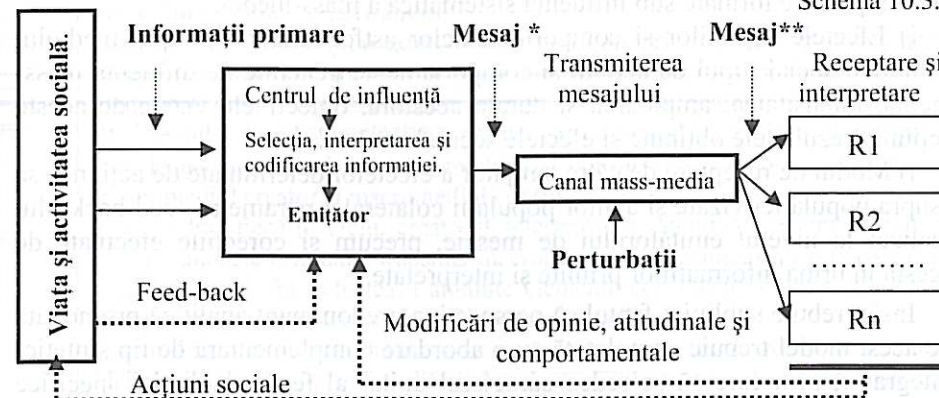 Schema 10.5.
Informații primare
Mesaj *
Mesaj**
Transmiterea
mesajului
Receptare și
interpretare
Viața și activitatea socială.
Centrul de influență
Selecția, interpretarea și
codificarea informației.
Emițător
Canal mass-media
Perturbații
R1
R2
..............
Rn
Feed-back
Modificări de opinie, atitudinale și
comportamentale
Acțiuni sociale